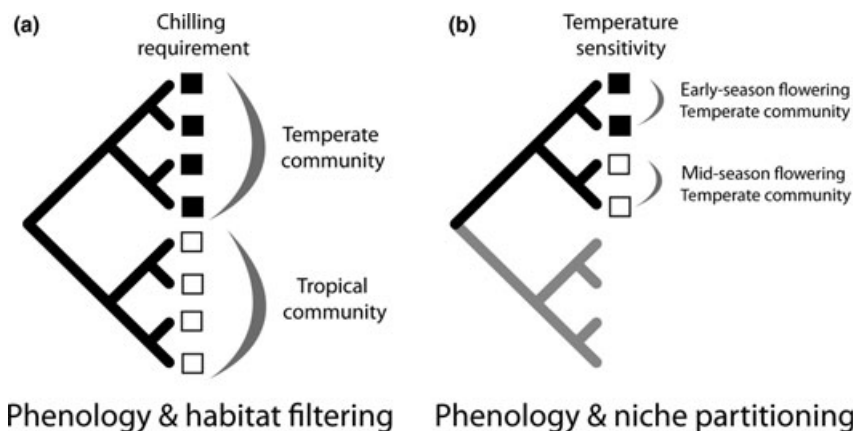 (a)
Chilling
requirement
Temperate
community
Tropical
community
Phenology & habitat filtering
(b)
Temperature
sensitivity
Early-season flowering
Temperate community
Mid-season flowering
Temperate community
Phenology & niche partitioning